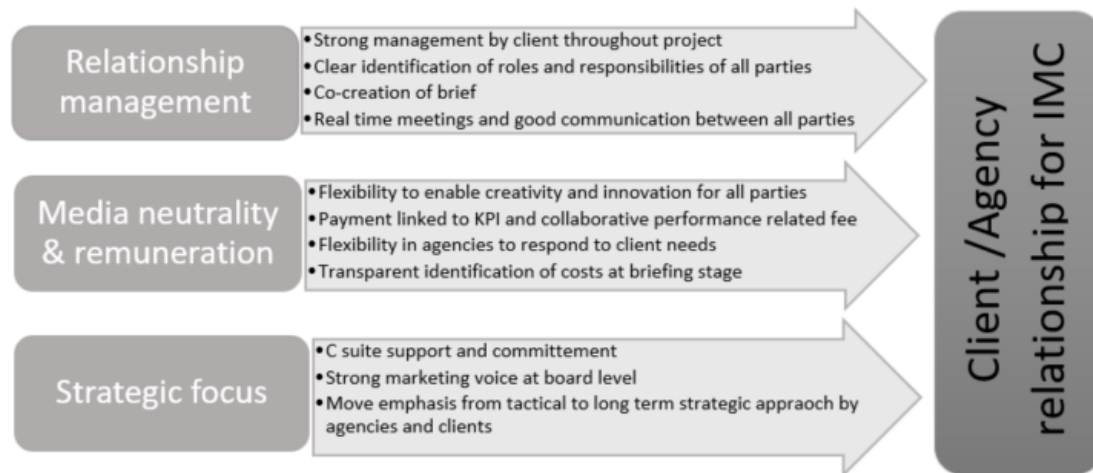 Relationship
management
•Strong management by client throughout project
•Clear identification of roles and responsibilities of all parties
•Co-creation of brief
•Real time meetings and good communication between all parties
Media neutrality
& remuneration
•Flexibility to enable creativity and innovation for all parties
•Payment linked to KPI and collaborative performance related fee
•Flexibility in agencies to respond to client needs
•Transparent identification of costs at briefing stage
Strategic focus
•C suite support and committement
•Strong marketing voice at board level
•Move emphasis from tactical to long term strategic appraoch by
agencies and clients
Client /Agency
relationship for IMC